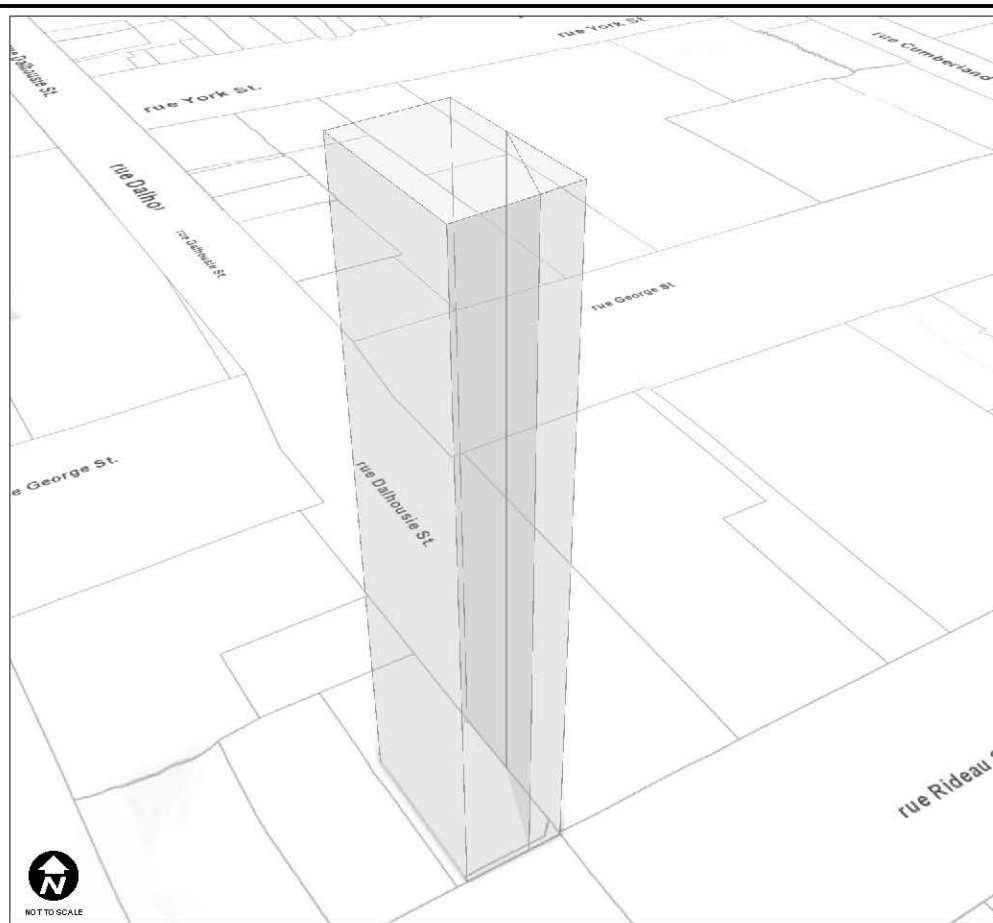 rue York St.
rue Cumberland
Dalhousie St.
rue York St.
rue Dalhou
rue Dalhousie St.
rue George St.
e George St.
rue Dalhousie St.
rue Rideau
N
NOT TO SCALE